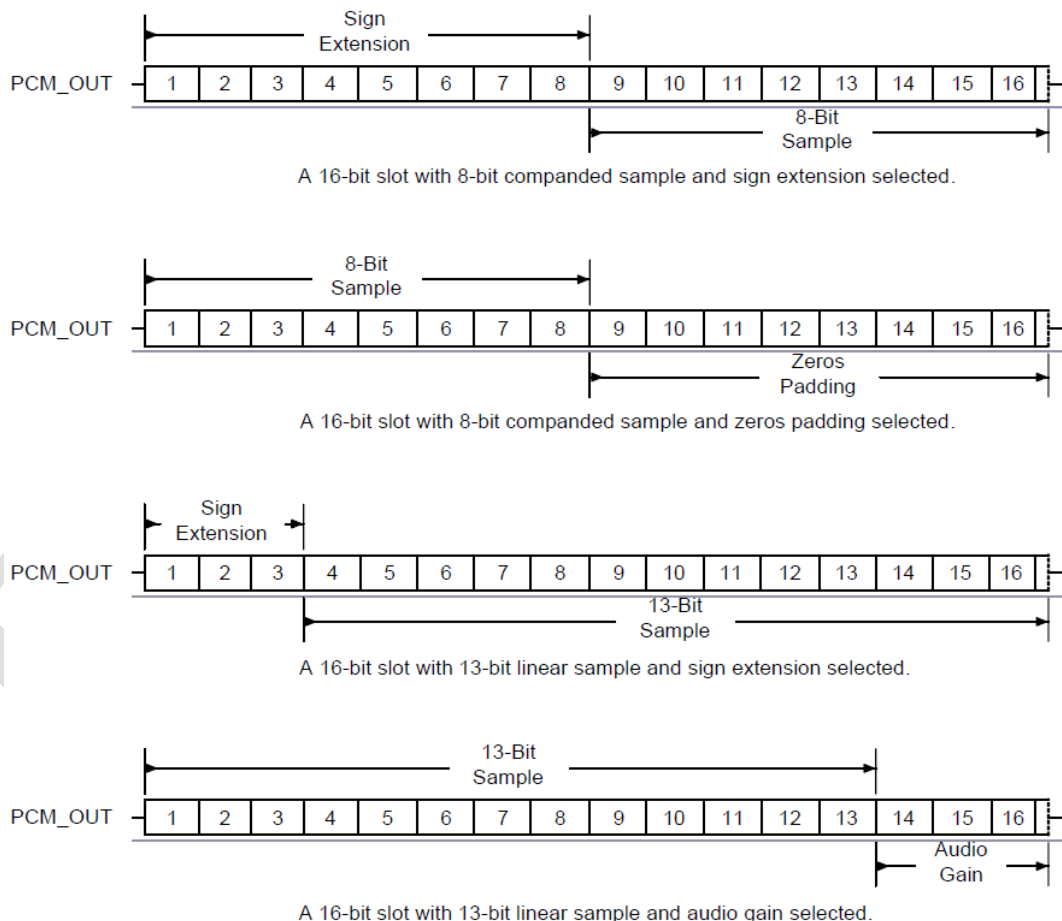 Sign
Extension
PCM_OUT 1 2 3 4 5 6 7 8 9 10 11 12 13 14 15 16
8-Bit
Sample
A 16-bit slot with 8-bit companded sample and sign extension selected.
8-Bit
Sample
PCM_OUT 1 2 3 4 5 6 7 8 9 10 11 12 13 14 15 16
Zeros
Padding
A 16-bit slot with 8-bit companded sample and zeros padding selected.
Sign
Extension
PCM_OUT 1 2 3 4 5 6 7 8 9 10 11 12 13 14 15 16
13-Bit
Sample
A 16-bit slot with 13-bit linear sample and sign extension selected.
13-Bit
Sample
PCM_OUT 1 2 3 4 5 6 7 8 9 10 11 12 13 14 15 16
Audio
Gain
A 16-bit slot with 13-bit linear sample and audio gain selected.